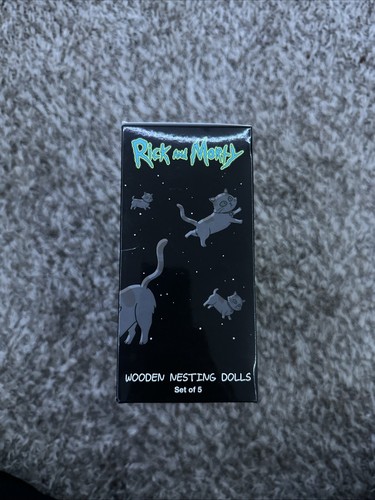 Rick and Morty
WOODEN NESTING DOLLS
Set of 5